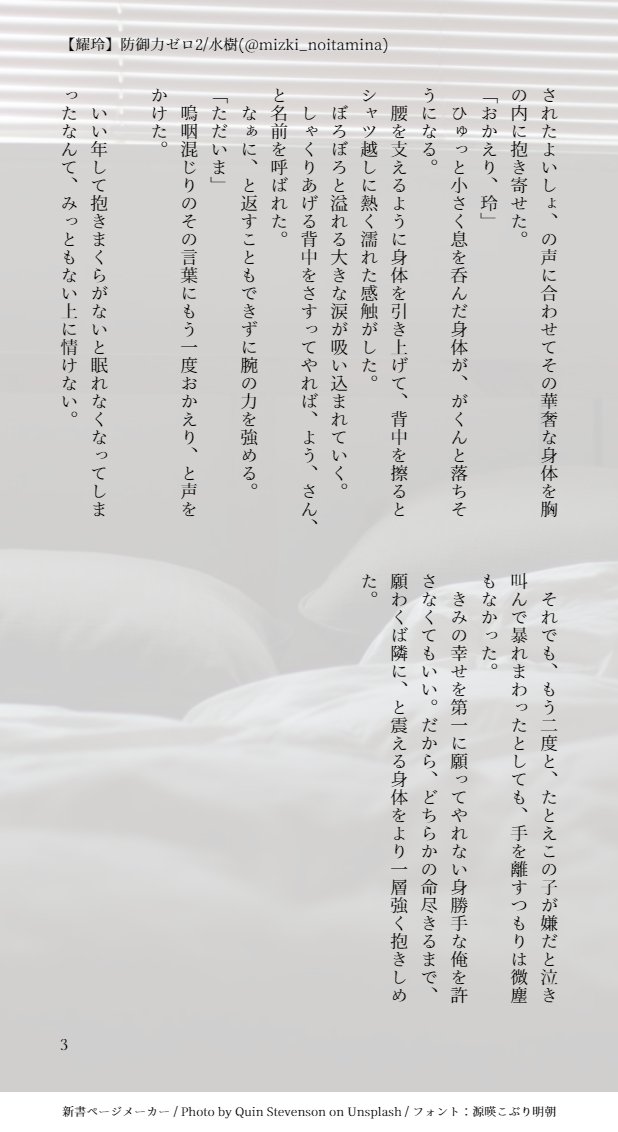 【耀玲】防御力ゼロ2/水樹(@mizki_noitamina)
されたよいしょ、の声に合わせてその華奢な身体を胸
の内に抱き寄せた。
「おかえり、玲」
ひゅっと小さく息を呑んだ身体が、がくんと落ちそ
うになる。
腰を支えるように身体を引き上げて、背中を擦ると
シャツ越しに熱く濡れた感触がした。
ぼろぼろと溢れる大きな涙が吸い込まれていく。
しゃくりあげる背中をさすってやれば、よう、さん、
と名前を呼ばれた。
なぁに、と返すこともできずに腕の力を強める。
「ただいま」
嗚咽混じりのその言葉にもう一度おかえり、と声を
かけた。
いい年して抱きまくらがないと眠れなくなってしま
ったなんて、みっともない上に情けない。
それでも、もう二度と、たとえこの子が嫌だと泣き
叫んで暴れまわったとしても、手を離すつもりは微塵
もなかった。
きみの幸せを第一に願ってやれない身勝手な俺を許
さなくてもいい。だから、どちらかの命尽きるまで、
願わくば隣に、と震える身体をより一層強く抱きしめ
た。
3
新書ページメーカー / Photo by Quin Stevenson on Unsplash / フォント：源暎こぶり明朝